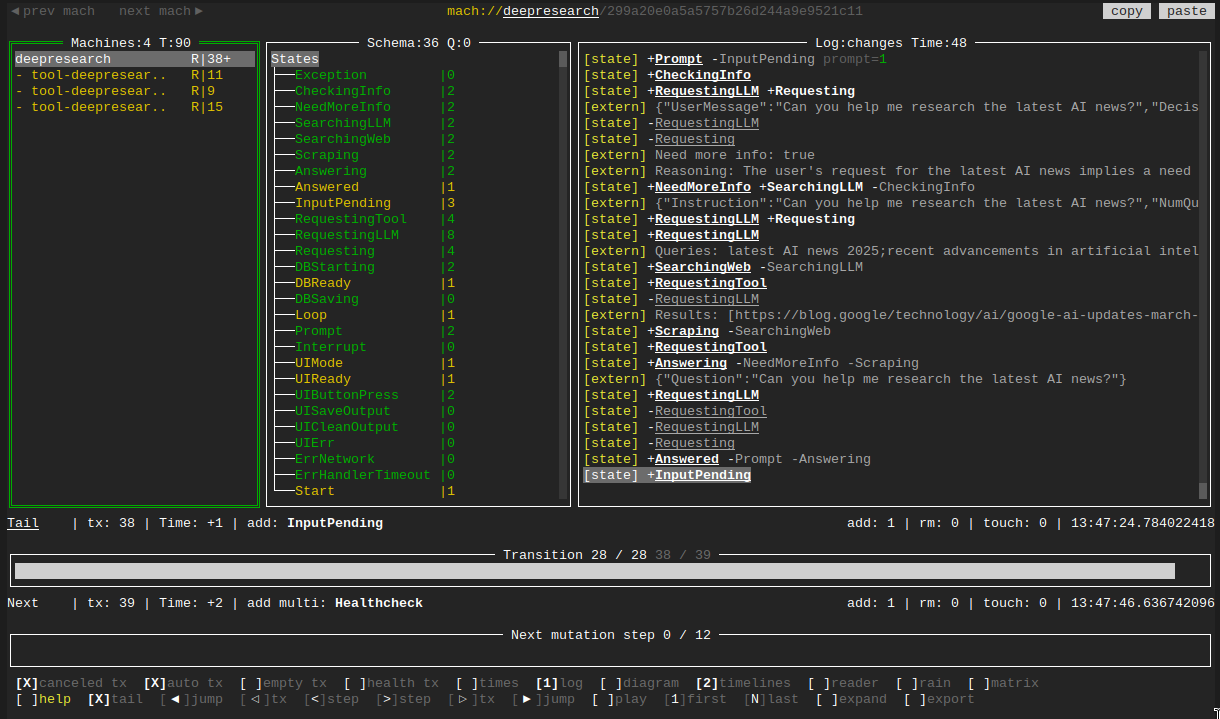 ◀ prev mach next mach ▶ mach://deepresearch/299a20e0a5a5757b26d244a9e9521c11 copy paste
Machines:4 T:90
deepresearch R|38+
- tool-deepresear.. R|11
- tool-deepresear.. R|9
- tool-deepresear.. R|15
Schema:36 Q:0
States
Exception |0
CheckingInfo |2
NeedMoreInfo |2
SearchingLLM |2
SearchingWeb |2
Scraping |2
Answering |2
Answered |1
InputPending |3
RequestingTool |4
RequestingLLM |8
Requesting |4
DBStarting |2
DBReady |1
DBSaving |0
Loop |1
Prompt |2
Interrupt |0
UIMode |1
UIReady |1
UIButtonPress |2
UISaveOutput |0
UICleanOutput |0
UIErr |0
ErrNetwork |0
ErrHandlerTimeout |0
Start |1
Log:changes Time:48
[state] +Prompt -InputPending prompt=1
[state] +CheckingInfo
[state] +RequestingLLM +Requesting
[extern] {"UserMessage":"Can you help me research the latest AI news?","Decis
[state] -RequestingLLM
[state] -Requesting
[extern] Need more info: true
[extern] Reasoning: The user's request for the latest AI news implies a need
[state] +NeedMoreInfo +SearchingLLM -CheckingInfo
[extern] {"Instruction":"Can you help me research the latest AI news?","NumQu
[state] +RequestingLLM +Requesting
[state] +RequestingLLM
[extern] Queries: latest AI news 2025;recent advancements in artificial intel
[state] +SearchingWeb -SearchingLLM
[state] +RequestingTool
[state] -RequestingLLM
[extern] Results: [https://blog.google/technology/ai/google-ai-updates-march-
[state] +Scraping -SearchingWeb
[state] +RequestingTool
[state] +Answering -NeedMoreInfo -Scraping
[extern] {"Question":"Can you help me research the latest AI news?"}
[state] +RequestingLLM
[state] -RequestingTool
[state] -RequestingLLM
[state] -Requesting
[state] +Answered -Prompt -Answering
[state] +InputPending
Tail | tx: 38 | Time: +1 | add: InputPending add: 1 | rm: 0 | touch: 0 | 13:47:24.784022418
Transition 28 / 28 38 / 39
Next | tx: 39 | Time: +2 | add multi: Healthcheck add: 1 | rm: 0 | touch: 0 | 13:47:46.636742096
Next mutation step 0 / 12
[X]canceled tx [X]auto tx [ ]empty tx [ ]health tx [ ]times [1]log [ ]diagram [2]timelines [ ]reader [ ]rain [ ]matrix
[ ]help [X]tail [◀]jump [◁]tx [<]step [>]step [▷]tx [▶]jump [ ]play [1]first [N]last [ ]expand [ ]export